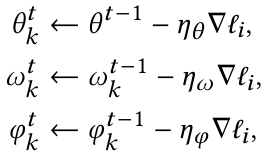 θ_k^t ← θ^{t−1} − η_θ∇ℓ_i,
ω_k^t ← ω_k^{t−1} − η_ω∇ℓ_i,
φ_k^t ← φ_k^{t−1} − η_φ∇ℓ_i,